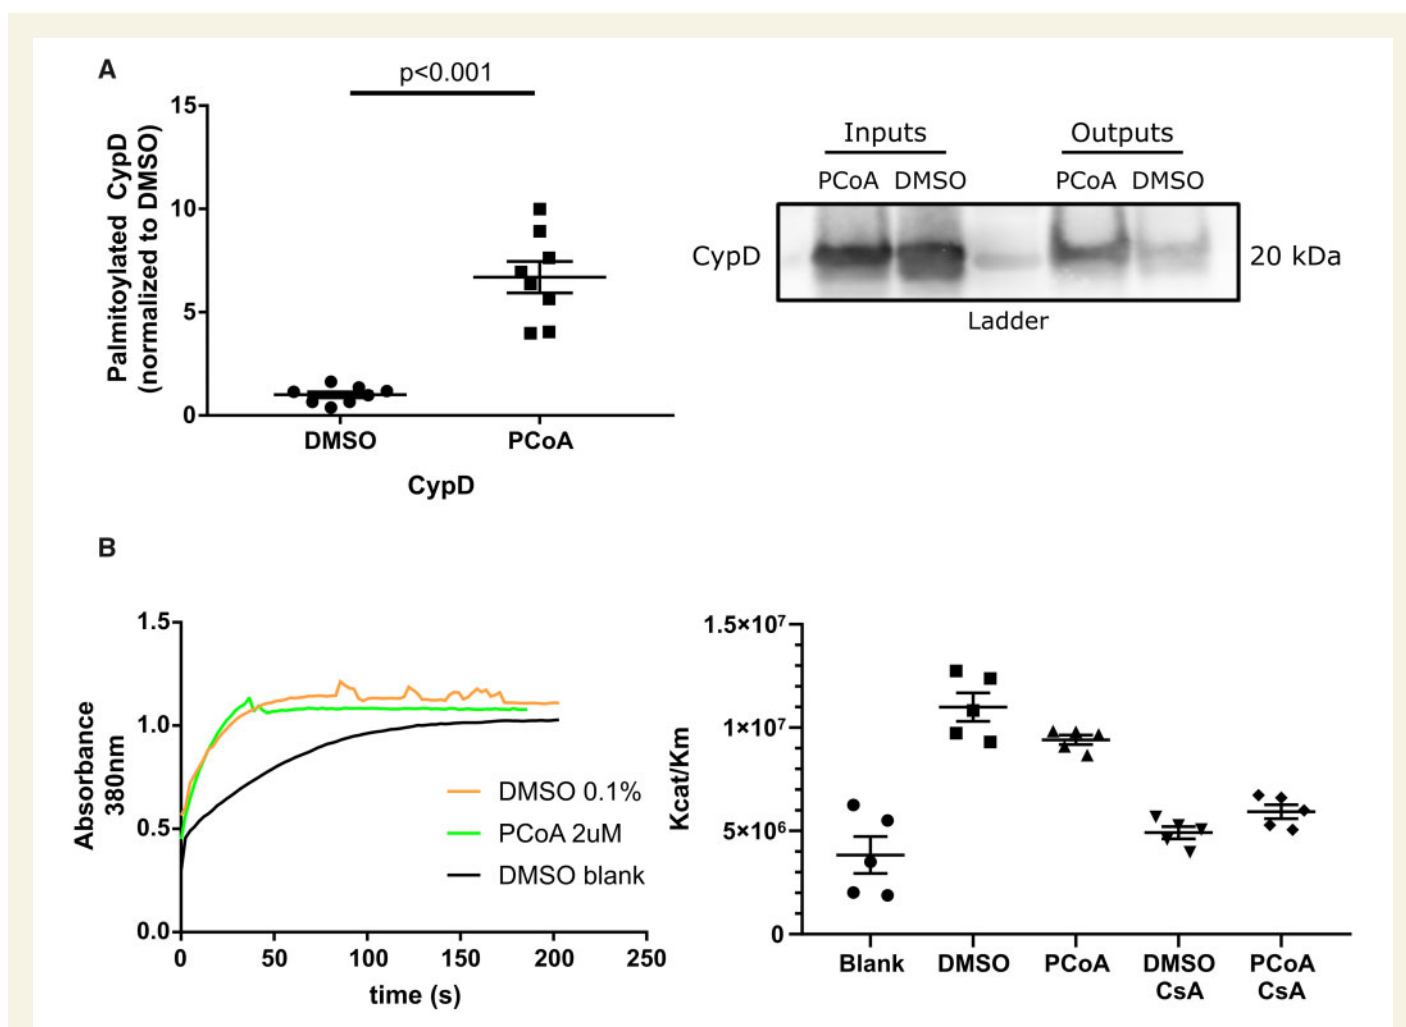 A
p<0.001
15
10
5
0
Palmitoylated CypD
(normalized to DMSO)
DMSO PCoA
CypD
Inputs Outputs
PCoA DMSO PCoA DMSO
CypD 20 kDa
Ladder
B
1.5
1.0
0.5
0.0
Absorbance
380nm
DMSO 0.1%
PCoA 2uM
DMSO blank
0 50 100 150 200 250
time (s)
1.5×10⁷
1×10⁷
5×10⁶
0
Kcat/Km
Blank DMSO PCoA DMSO PCoA
CsA CsA